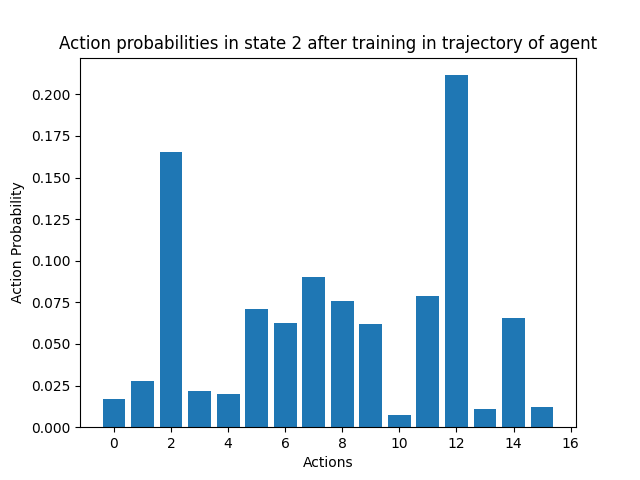 Action probabilities in state 2 after training in trajectory of agent
0.200
0.175
0.150
0.125
0.100
0.075
0.050
0.025
0.000
Action Probability
0 2 4 6 8 10 12 14 16
Actions